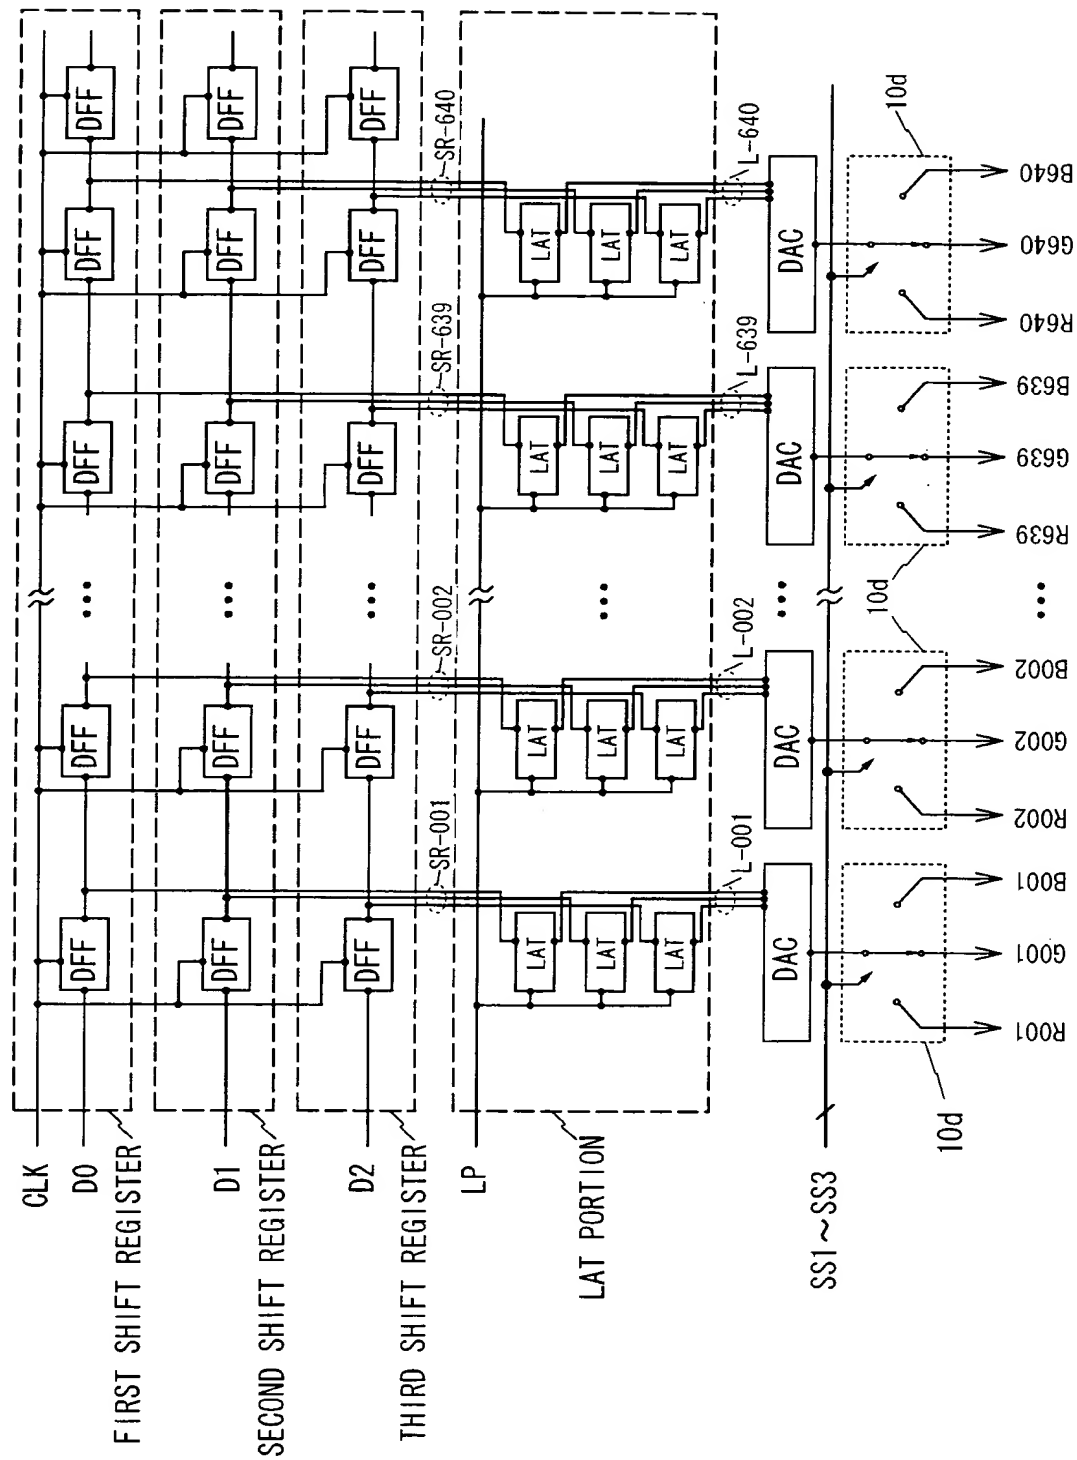 CLK
D0
FIRST SHIFT REGISTER
DFF
DFF
DFF
DFF
DFF
D1
SECOND SHIFT REGISTER
DFF
DFF
DFF
DFF
DFF
D2
THIRD SHIFT REGISTER
DFF
DFF
DFF
DFF
DFF
SR-001
SR-002
SR-639
SR-640
LP
LAT PORTION
LAT
LAT
LAT
LAT
LAT
LAT
LAT
LAT
LAT
LAT
LAT
LAT
L-001
L-002
L-639
L-640
DAC
DAC
DAC
DAC
SS1~SS3
10d
10d
10d
10d
R001
G001
B001
R002
G002
B002
R639
G639
B639
R640
G640
B640